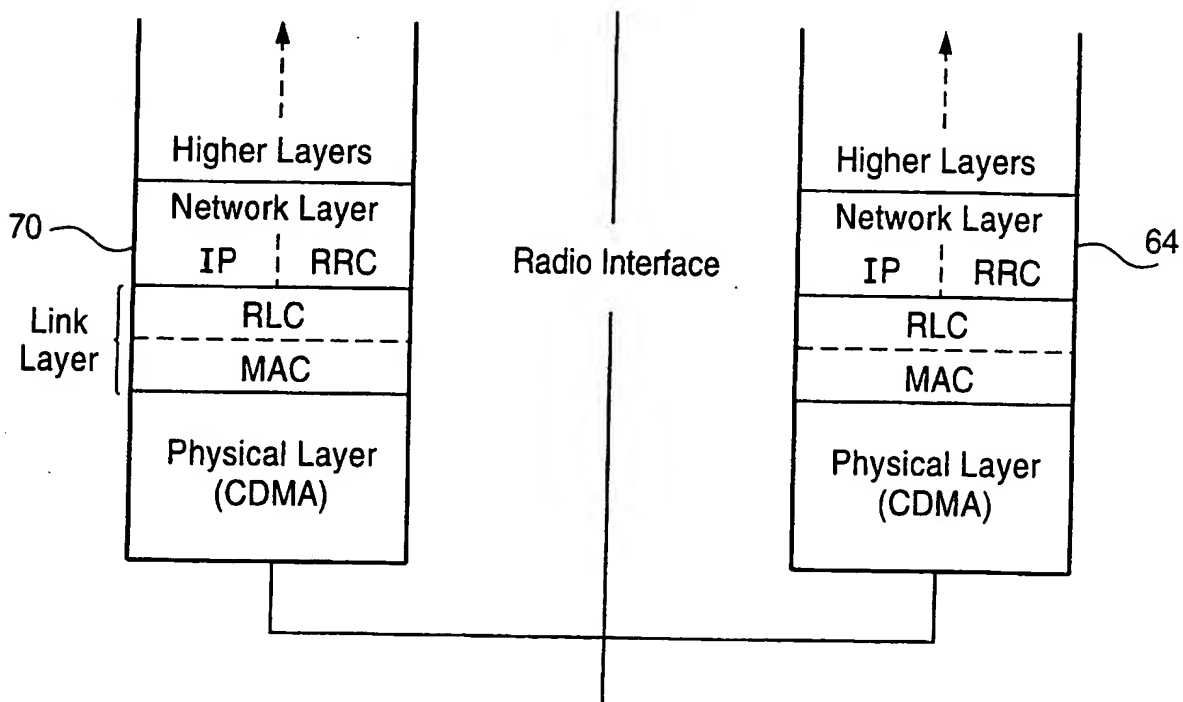 Higher Layers
Network Layer
IP RRC
70
Link
Layer
RLC
MAC
Physical Layer
(CDMA)
Radio Interface
Higher Layers
Network Layer
IP RRC
64
RLC
MAC
Physical Layer
(CDMA)